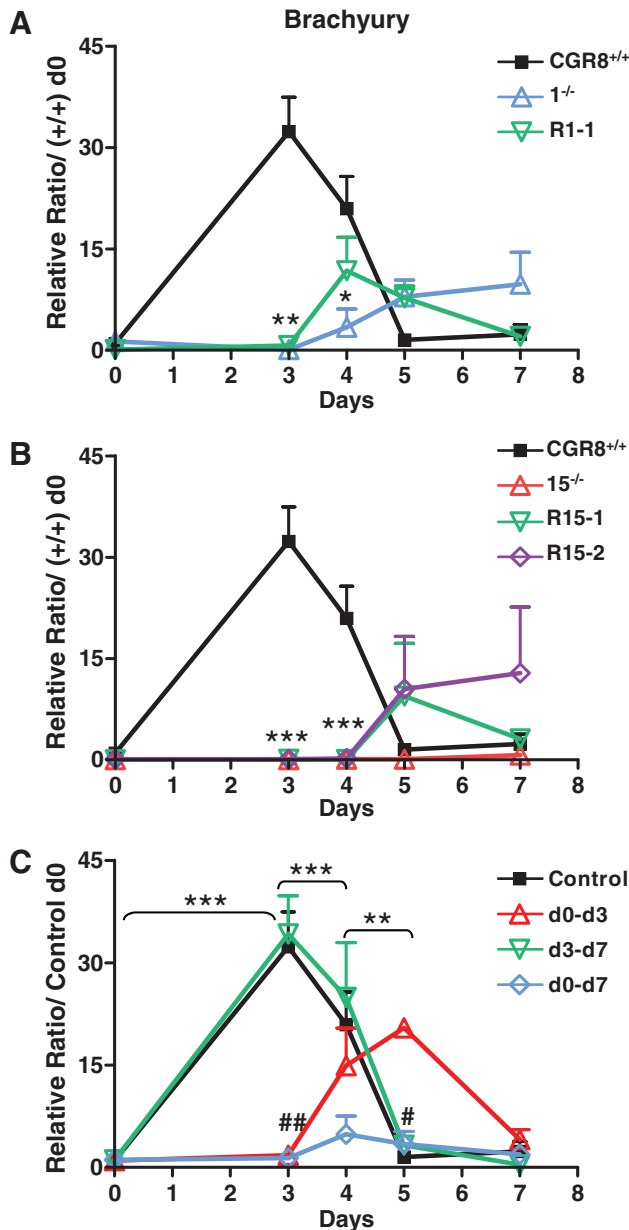 A
Brachyury
Relative Ratio/ (+/+) d0
45
30
15
0
CGR8+/+
1-/-
R1-1
**
*
0 1 2 3 4 5 6 7 8
Days
B
Relative Ratio/ (+/+) d0
45
30
15
0
CGR8+/+
15-/-
R15-1
R15-2
***
***
0 1 2 3 4 5 6 7 8
Days
C
Relative Ratio/ Control d0
45
30
15
0
Control
d0-d3
d3-d7
d0-d7
***
***
**
##
#
0 1 2 3 4 5 6 7 8
Days